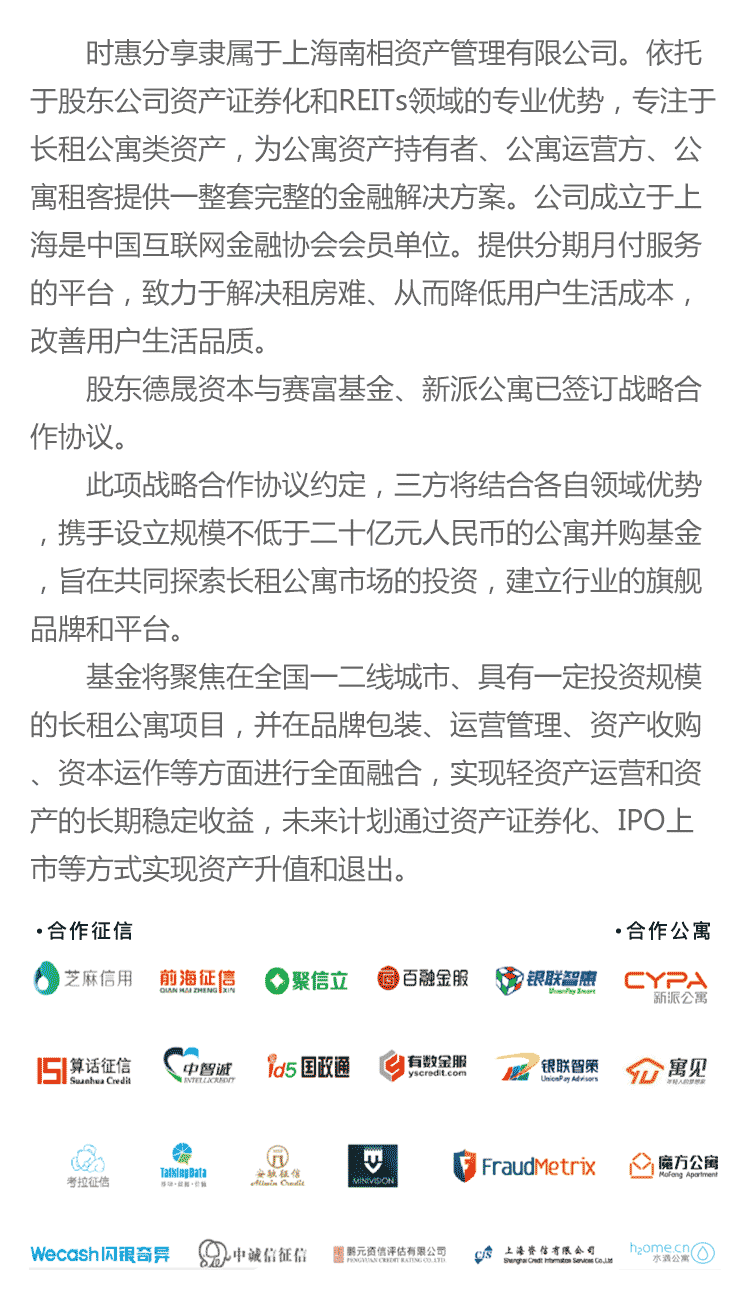 时惠分享隶属于上海南相资产管理有限公司。依托
于股东公司资产证券化和REITs领域的专业优势，专注于
长租公寓类资产，为公寓资产持有者、公寓运营方、公
寓租客提供一整套完整的金融解决方案。公司成立于上
海是中国互联网金融协会会员单位。提供分期月付服务
的平台，致力于解决租房难、从而降低用户生活成本，
改善用户生活品质。
股东德晟资本与赛富基金、新派公寓已签订战略合
作协议。
此项战略合作协议约定，三方将结合各自领域优势
，携手设立规模不低于二十亿元人民币的公寓并购基金
，旨在共同探索长租公寓市场的投资，建立行业的旗舰
品牌和平台。
基金将聚焦在全国一二线城市、具有一定投资规模
的长租公寓项目，并在品牌包装、运营管理、资产收购
、资本运作等方面进行全面融合，实现轻资产运营和资
产的长期稳定收益，未来计划通过资产证券化、IPO上
市等方式实现资产升值和退出。
·合作征信 ·合作公寓
芝麻信用 前海征信 聚信立 百融金服 银联智惠 CYPA
QIAN HAI ZHENG XIN UnionPay Smart 新派公寓
算话征信 中智诚 id5 国政通 有数金服 银联智策 寓见
Suanhua Credit INTELLICREDIT yscredit.com UnionPay Advisors
考拉征信 TalkingData 安融征信 MINIVISION FraudMetrix 魔方公寓
移动·数据·价值 Allwin Credit Mofang Apartment
Wecash闪银奇异 中诚信征信 鹏元资信评估有限公司 上海资信有限公司 h2ome.cn
PENGYUAN CREDIT RATING CO.,LTD. CIS Shanghai Credit Information Services Co.,Ltd 水滴公寓